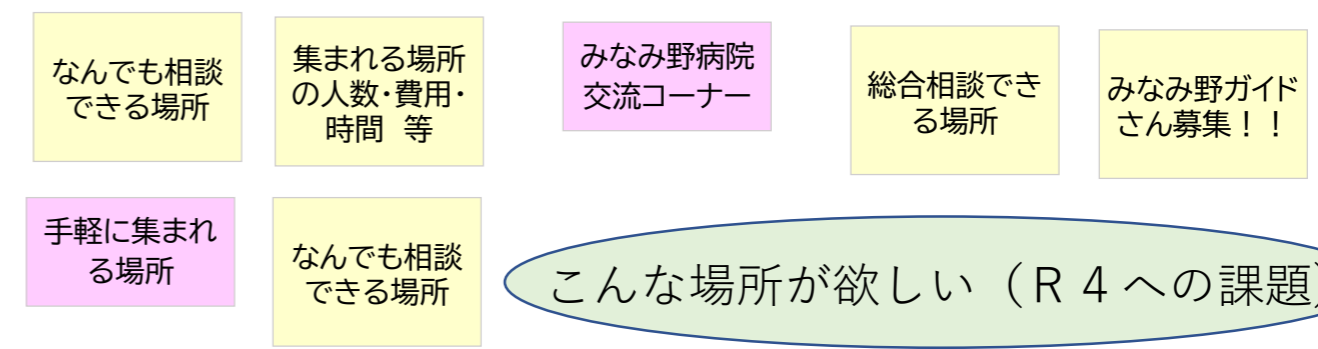 なんでも相談
できる場所
集まれる場所
の人数・費用・
時間 等
みなみ野病院
交流コーナー
総合相談でき
る場所
みなみ野ガイド
さん募集！！
手軽に集まれ
る場所
なんでも相談
できる場所
こんな場所が欲しい（Ｒ４への課題）